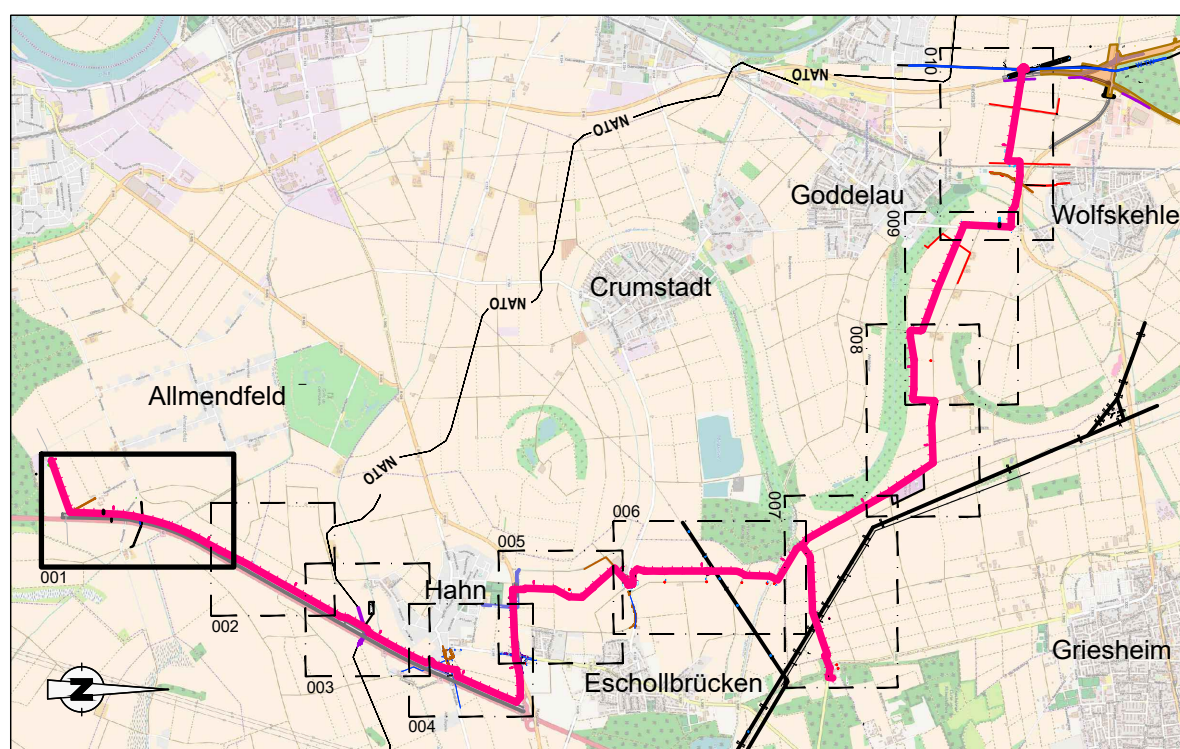 010
NATO
NATO
Goddelau
009
Wolfskehle
Crumstadt
NATO
008
Allmendfeld
NATO
007
006
005
001
Hahn
002
003
004
Eschollbrücken
Griesheim
N